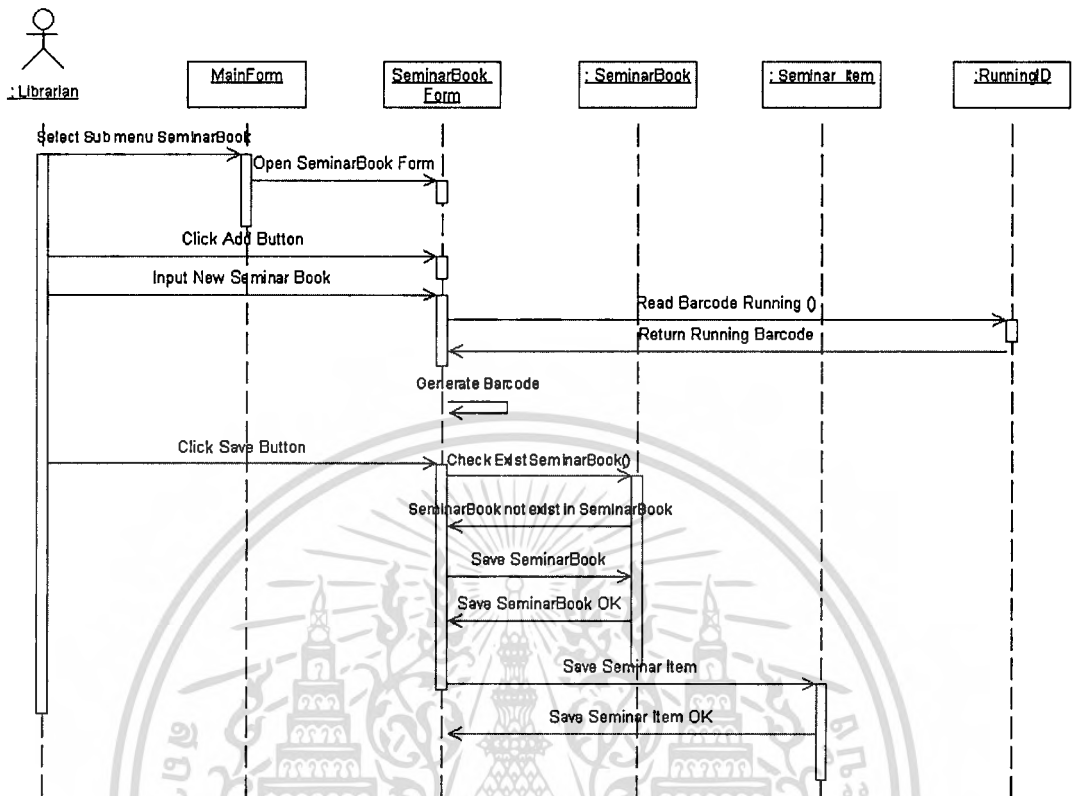 : Librarian
MainForm
SeminarBook
Form
: SeminarBook
: Seminar Item
:RunningID
Select Sub menu SeminarBook
Open SeminarBook Form
Click Add Button
Input New Seminar Book
Read Barcode Running ()
Return Running Barcode
Generate Barcode
Click Save Button
Check Exist SeminarBook()
SeminarBook not exist in SeminarBook
Save SeminarBook
Save SeminarBook OK
Save Seminar Item
Save Seminar Item OK